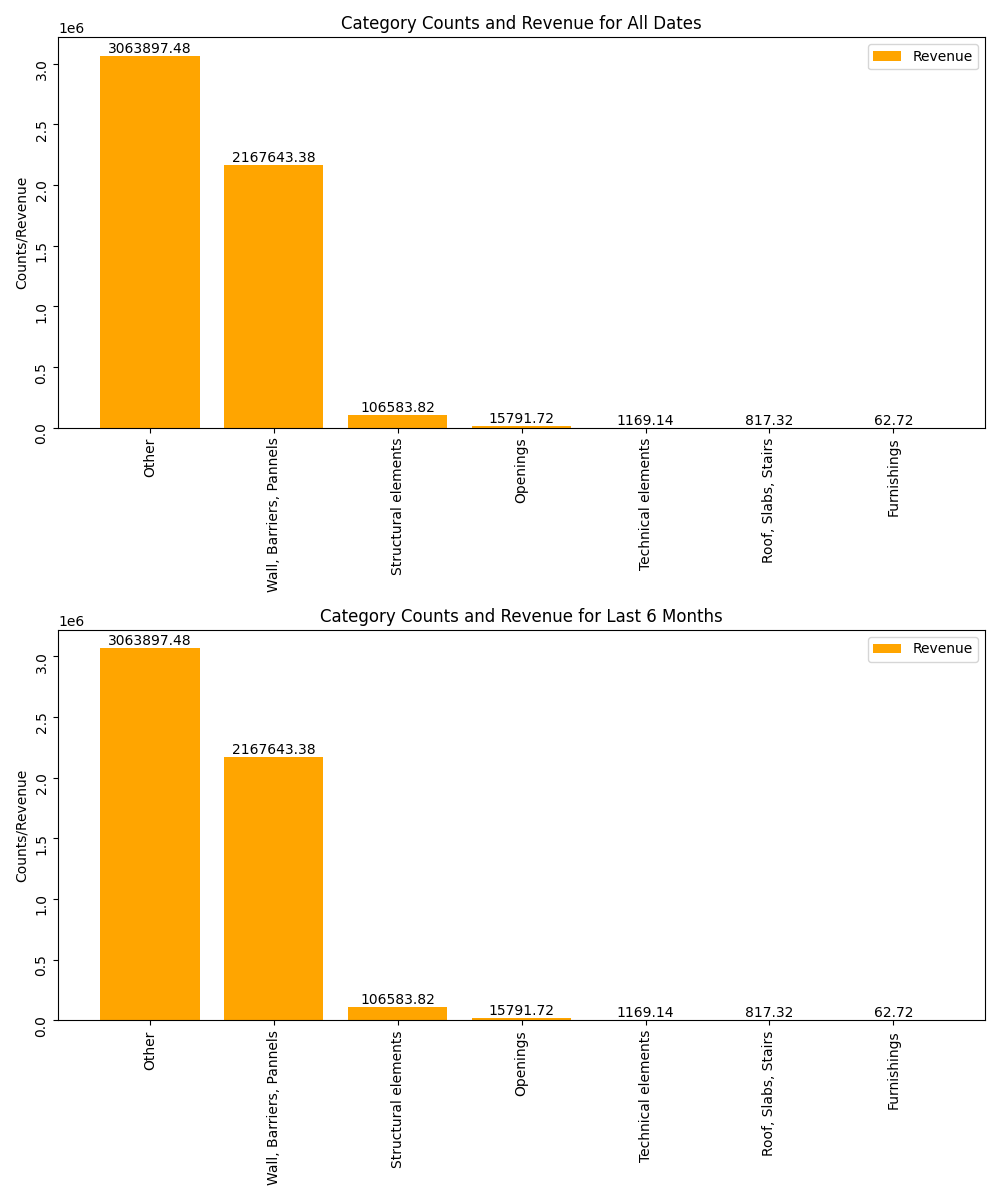 Category Counts and Revenue for All Dates
1e6
Revenue
Counts/Revenue
3.0
2.5
2.0
1.5
1.0
0.5
0.0
3063897.48
2167643.38
106583.82
15791.72
1169.14
817.32
62.72
Other
Wall, Barriers, Pannels
Structural elements
Openings
Technical elements
Roof, Slabs, Stairs
Furnishings
Category Counts and Revenue for Last 6 Months
1e6
Revenue
Counts/Revenue
3.0
2.5
2.0
1.5
1.0
0.5
0.0
3063897.48
2167643.38
106583.82
15791.72
1169.14
817.32
62.72
Other
Wall, Barriers, Pannels
Structural elements
Openings
Technical elements
Roof, Slabs, Stairs
Furnishings